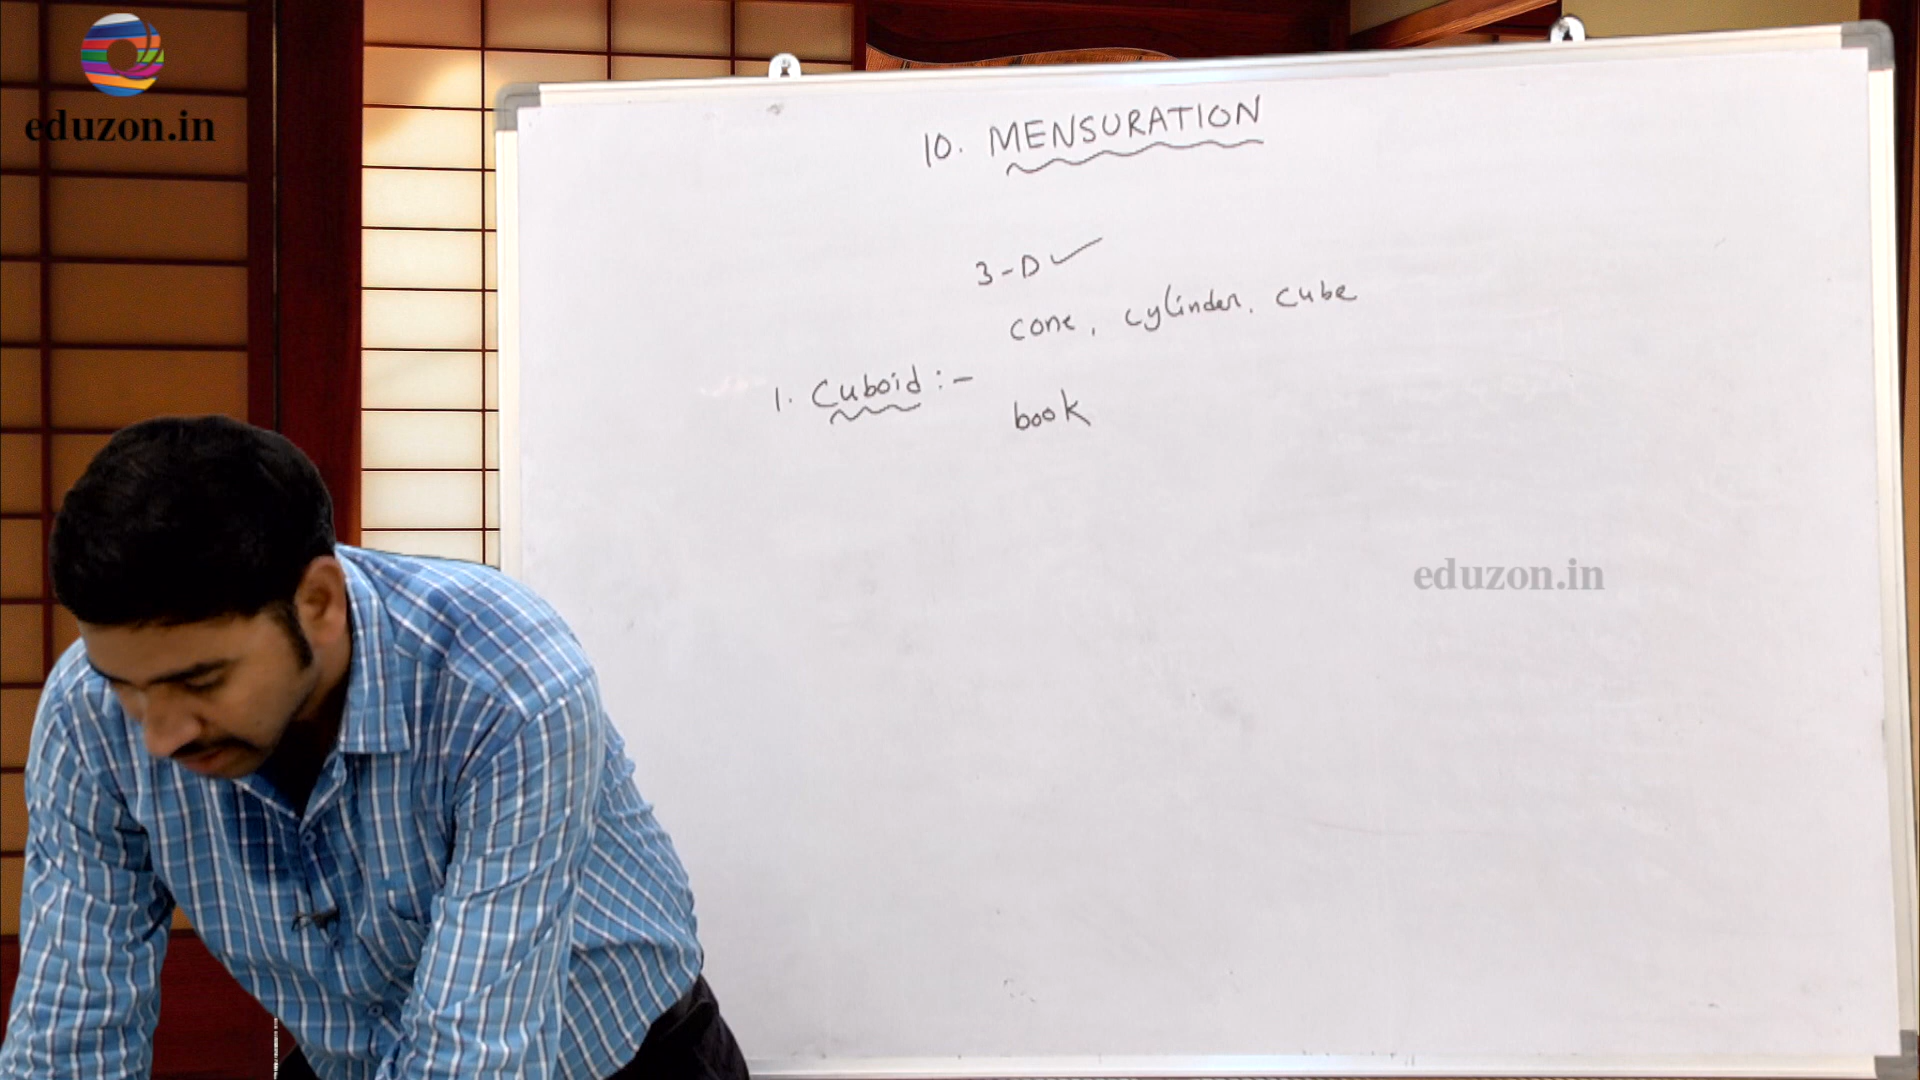 eduzon.in
10. MENSURATION
3-D ✓
cone, cylinder, cube
1. Cuboid :-
book
eduzon.in